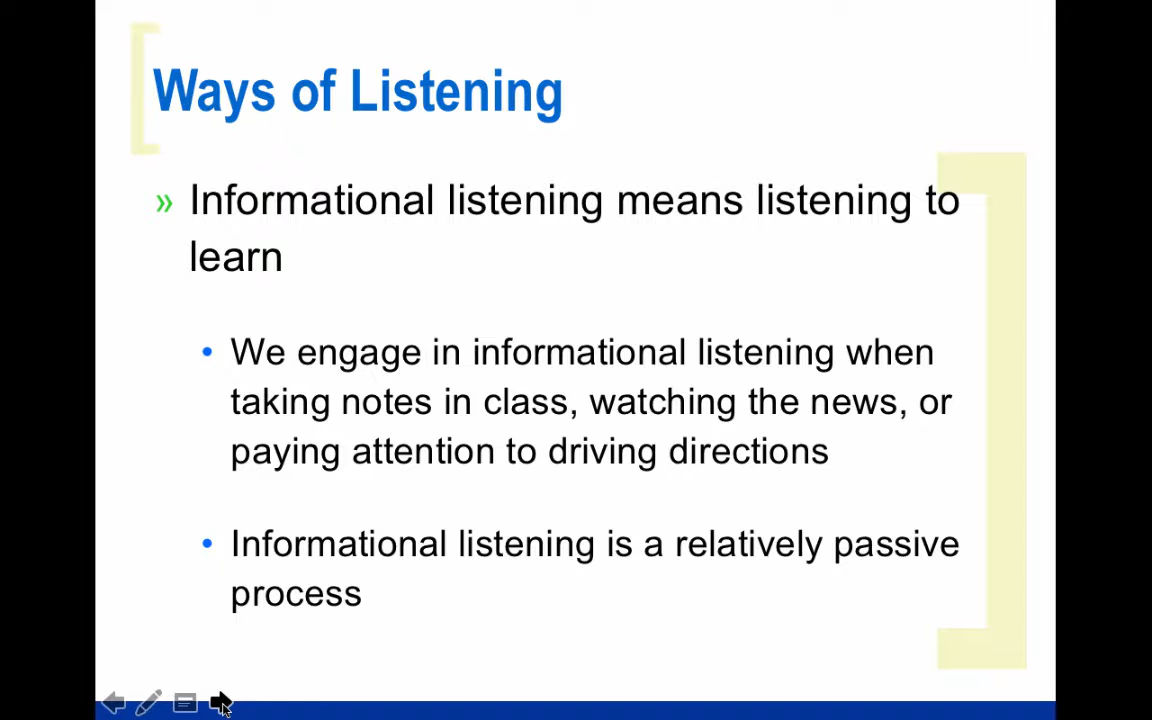 Ways of Listening
» Informational listening means listening to
learn
• We engage in informational listening when
taking notes in class, watching the news, or
paying attention to driving directions
• Informational listening is a relatively passive
process